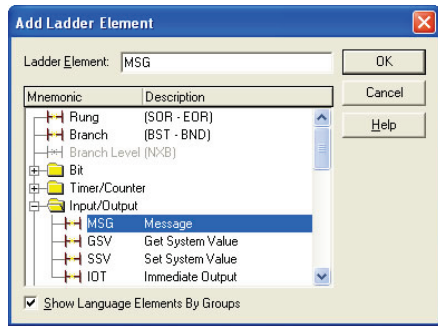 Add Ladder Element
Ladder Element: MSG
OK
Cancel
Help
Mnemonic Description
Rung (SOR - EOR)
Branch (BST - BND)
Branch Level (NXB)
Bit
Timer/Counter
Input/Output
MSG Message
GSV Get System Value
SSV Set System Value
IOT Immediate Output
Show Language Elements By Groups